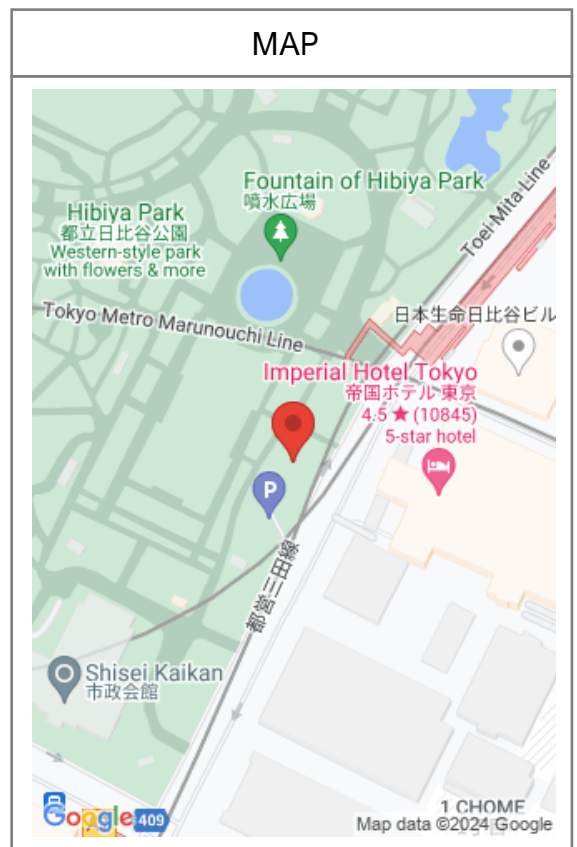 MAP
Fountain of Hibiya Park
噴水広場
Hibiya Park
都立日比谷公園
Western-style park
with flowers & more
Toei Mita Line
Tokyo Metro Marunouchi Line
日本生命日比谷ビル
Imperial Hotel Tokyo
帝国ホテル 東京
4.5 ★ (10845)
5-star hotel
P
都営三田線
Shisei Kaikan
市政会館
1 CHOME
Google
409
Map data ©2024 Google